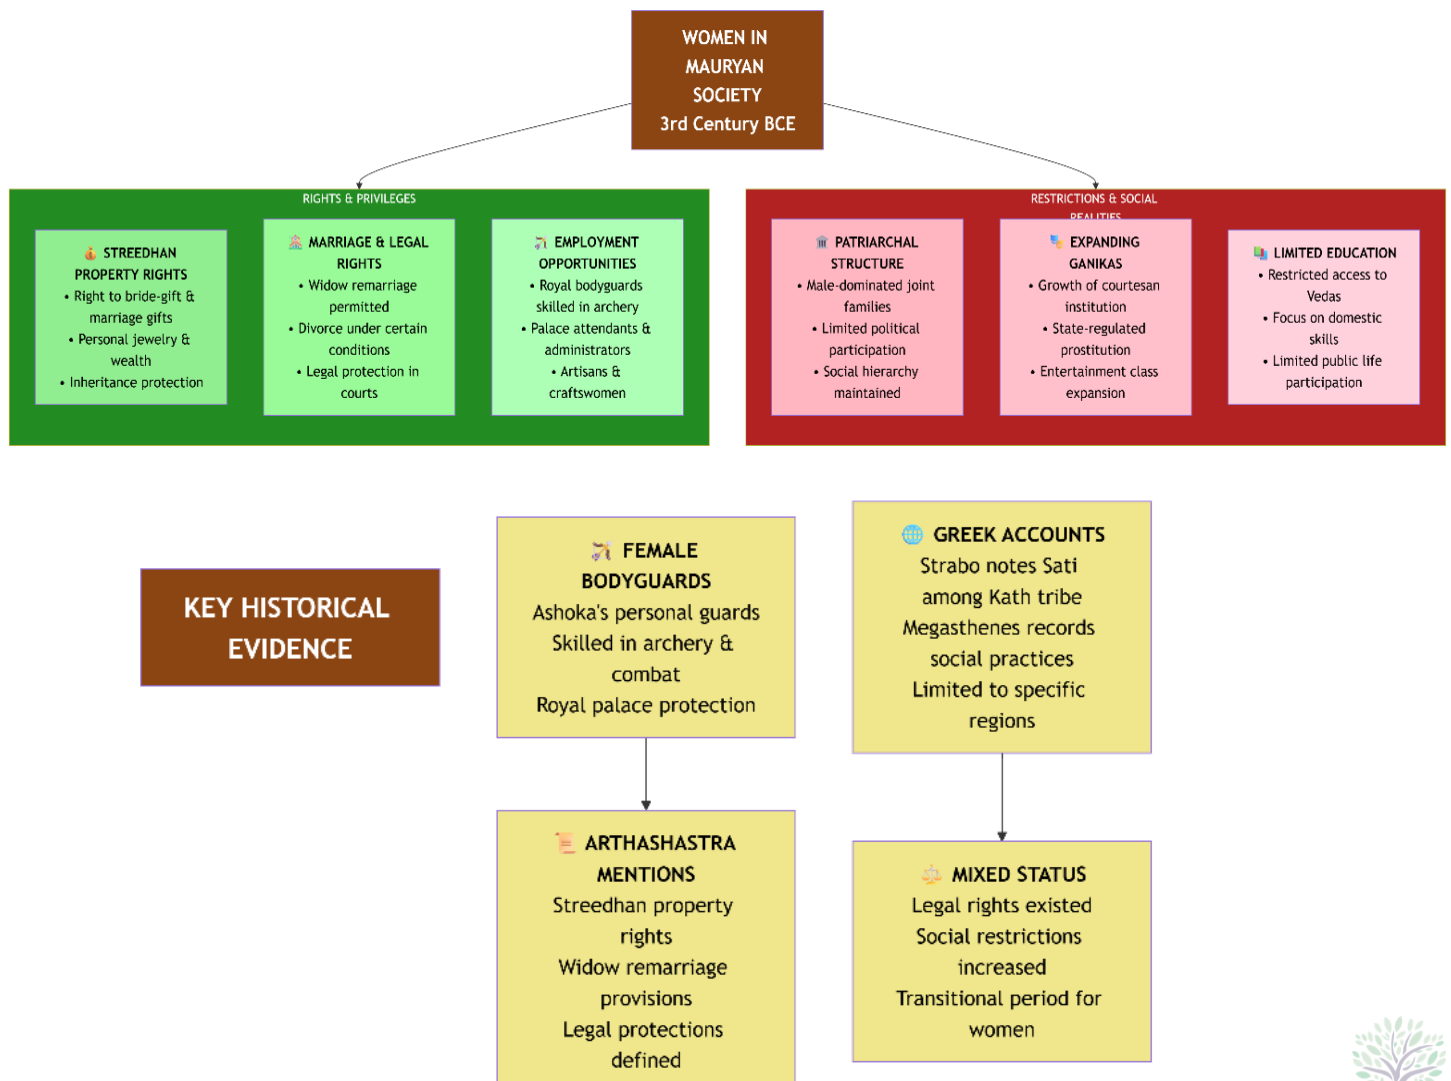 WOMEN IN
MAURYAN
SOCIETY
3rd Century BCE
RIGHTS & PRIVILEGES
STREEDHAN
PROPERTY RIGHTS
• Right to bride-gift &
marriage gifts
• Personal jewelry &
wealth
• Inheritance protection
MARRIAGE & LEGAL
RIGHTS
• Widow remarriage
permitted
• Divorce under certain
conditions
• Legal protection in
courts
EMPLOYMENT
OPPORTUNITIES
• Royal bodyguards
skilled in archery
• Palace attendants &
administrators
• Artisans &
craftswomen
RESTRICTIONS & SOCIAL
REALITIES
PATRIARCHAL
STRUCTURE
• Male-dominated joint
families
• Limited political
participation
• Social hierarchy
maintained
EXPANDING
GANIKAS
• Growth of courtesan
institution
• State-regulated
prostitution
• Entertainment class
expansion
LIMITED EDUCATION
• Restricted access to
Vedas
• Focus on domestic
skills
• Limited public life
participation
KEY HISTORICAL
EVIDENCE
FEMALE
BODYGUARDS
Ashoka's personal guards
Skilled in archery &
combat
Royal palace protection
GREEK ACCOUNTS
Strabo notes Sati
among Kath tribe
Megasthenes records
social practices
Limited to specific
regions
ARTHASHASTRA
MENTIONS
Streedhan property
rights
Widow remarriage
provisions
Legal protections
defined
MIXED STATUS
Legal rights existed
Social restrictions
increased
Transitional period for
women